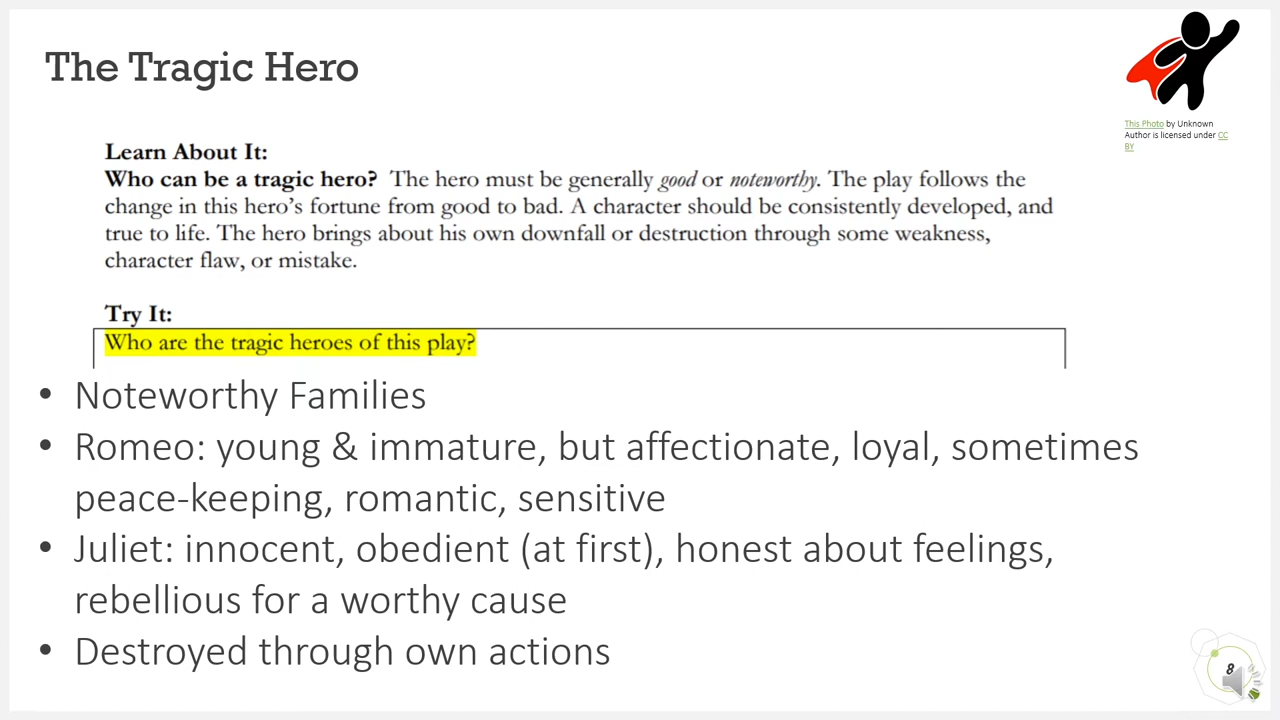 The Tragic Hero
This Photo by Unknown
Author is licensed under CC
BY
Learn About It:
Who can be a tragic hero? The hero must be generally good or noteworthy. The play follows the
change in this hero's fortune from good to bad. A character should be consistently developed, and
true to life. The hero brings about his own downfall or destruction through some weakness,
character flaw, or mistake.
Try It:
Who are the tragic heroes of this play?
• Noteworthy Families
• Romeo: young & immature, but affectionate, loyal, sometimes
peace-keeping, romantic, sensitive
• Juliet: innocent, obedient (at first), honest about feelings,
rebellious for a worthy cause
• Destroyed through own actions
8